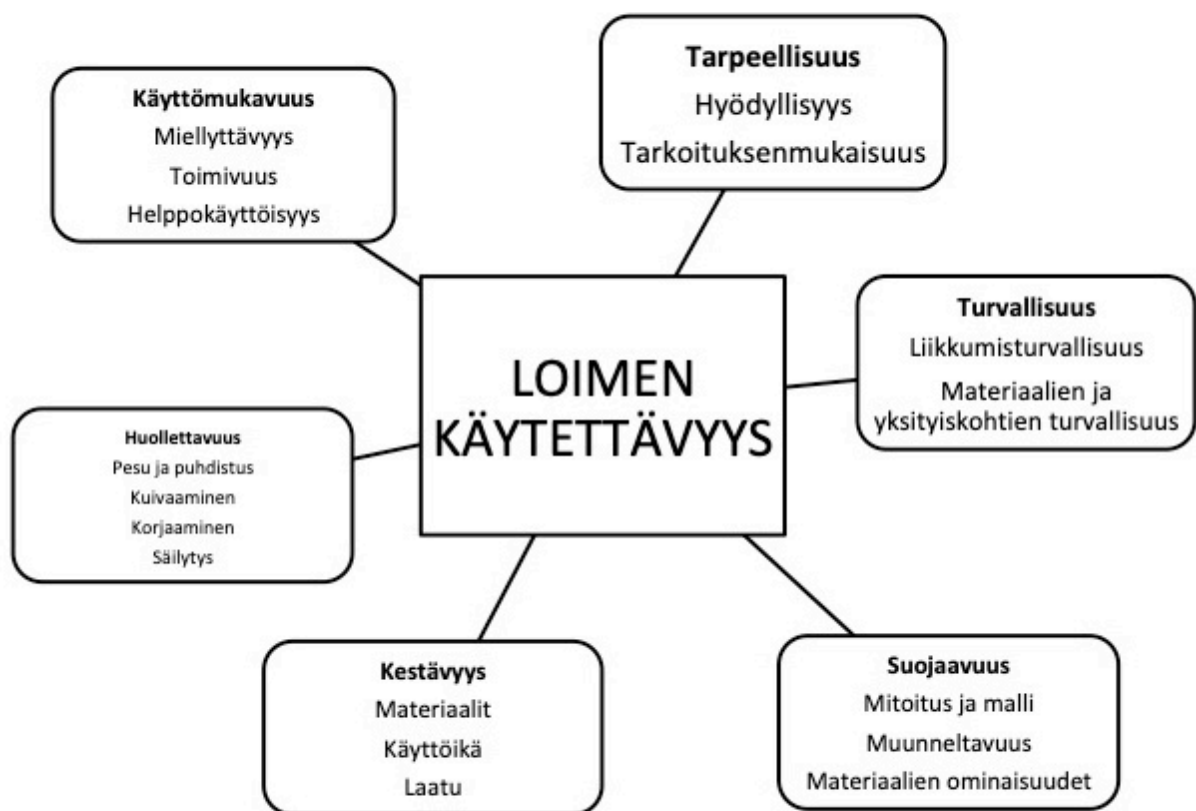 Käyttömukavuus
Miellyttävyys
Toimivuus
Helppokäyttöisyys
Tarpeellisuus
Hyödyllisyys
Tarkoituksenmukaisuus
LOIMEN
KÄYTETTÄVYYS
Turvallisuus
Liikkumisturvallisuus
Materiaalien ja
yksityiskohtien turvallisuus
Huollettavuus
Pesu ja puhdistus
Kuivaaminen
Korjaaminen
Säilytys
Kestävyys
Materiaalit
Käyttöikä
Laatu
Suojaavuus
Mitoitus ja malli
Muunneltavuus
Materiaalien ominaisuudet